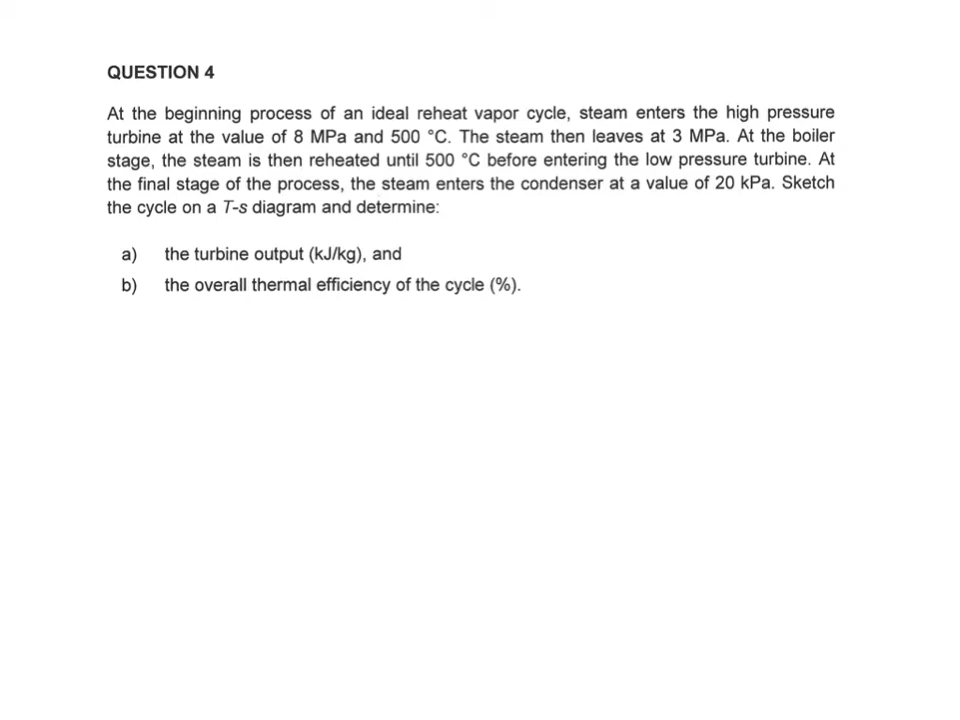 QUESTION 4
At the beginning process of an ideal reheat vapor cycle, steam enters the high pressure
turbine at the value of 8 MPa and 500 °C. The steam then leaves at 3 MPa. At the boiler
stage, the steam is then reheated until 500 °C before entering the low pressure turbine. At
the final stage of the process, the steam enters the condenser at a value of 20 kPa. Sketch
the cycle on a T-s diagram and determine:
a) the turbine output (kJ/kg), and
b) the overall thermal efficiency of the cycle (%).